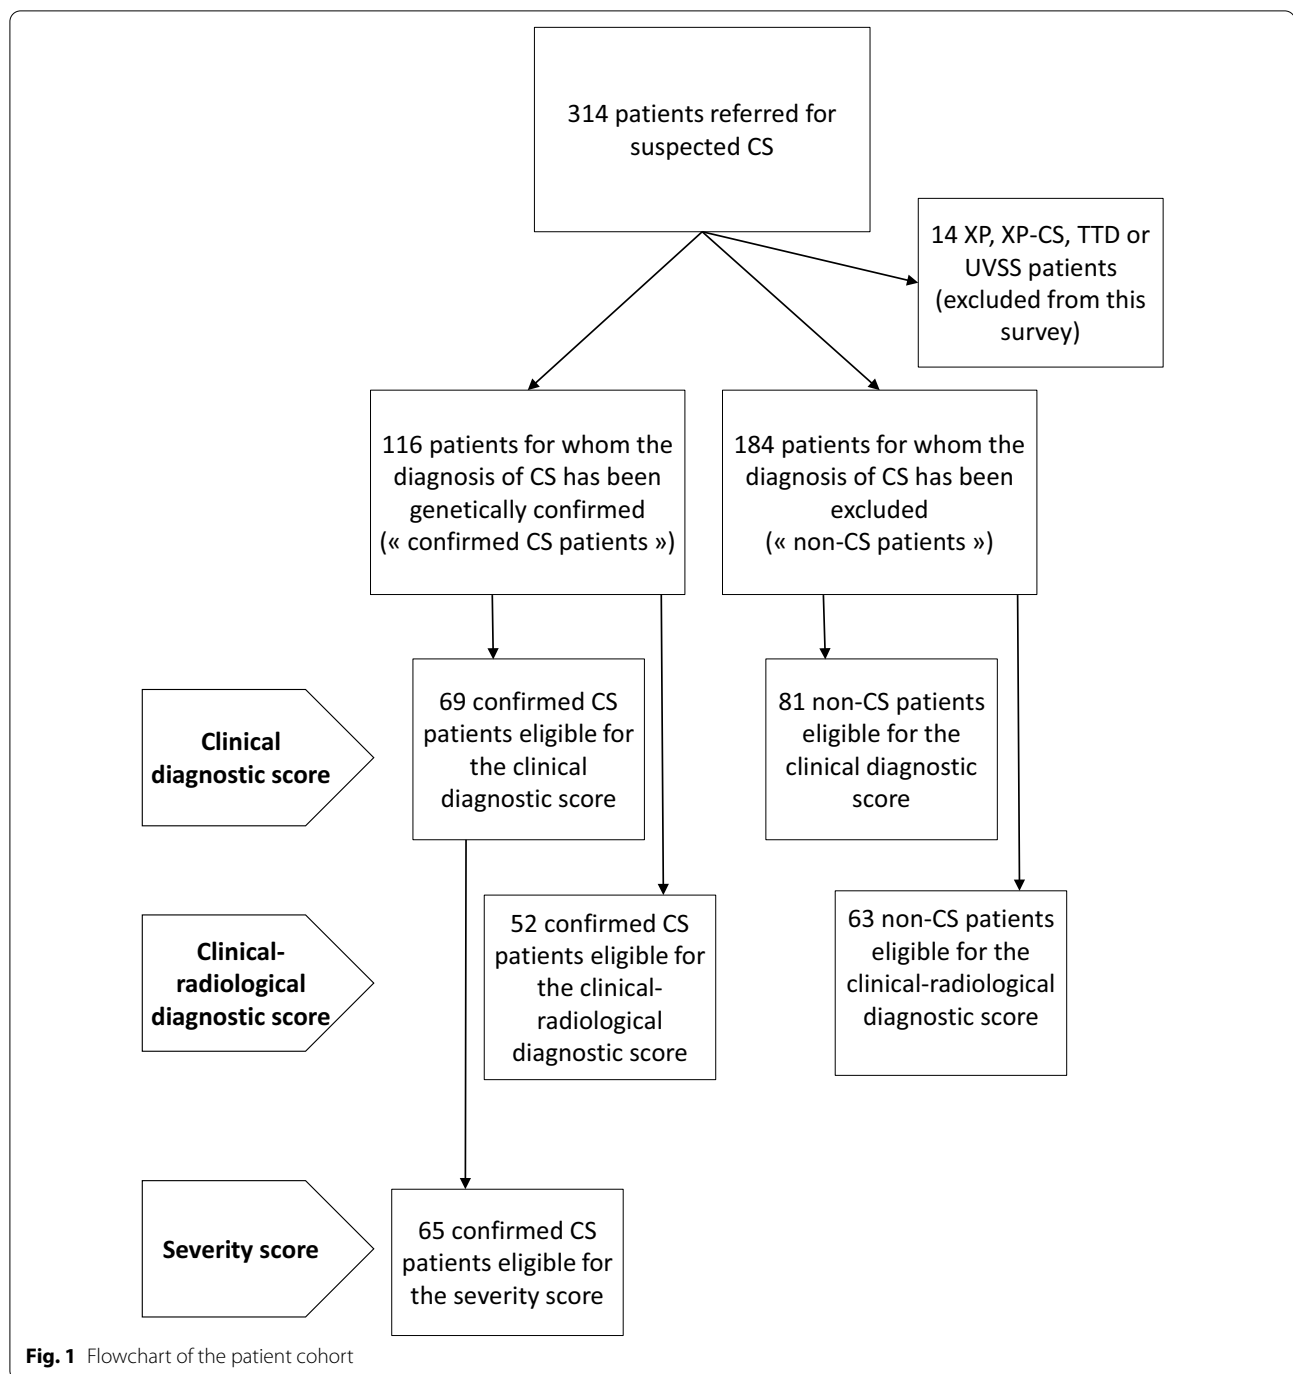 314 patients referred for
suspected CS
14 XP, XP-CS, TTD or
UVSS patients
(excluded from this
survey)
116 patients for whom the
diagnosis of CS has been
genetically confirmed
(« confirmed CS patients »)
184 patients for whom the
diagnosis of CS has been
excluded
(« non-CS patients »)
Clinical
diagnostic score
69 confirmed CS
patients eligible for
the clinical
diagnostic score
81 non-CS patients
eligible for the
clinical diagnostic
score
Clinical-
radiological
diagnostic score
52 confirmed CS
patients eligible for
the clinical-
radiological
diagnostic score
63 non-CS patients
eligible for the
clinical-radiological
diagnostic score
Severity score
65 confirmed CS
patients eligible for
the severity score
Fig. 1 Flowchart of the patient cohort